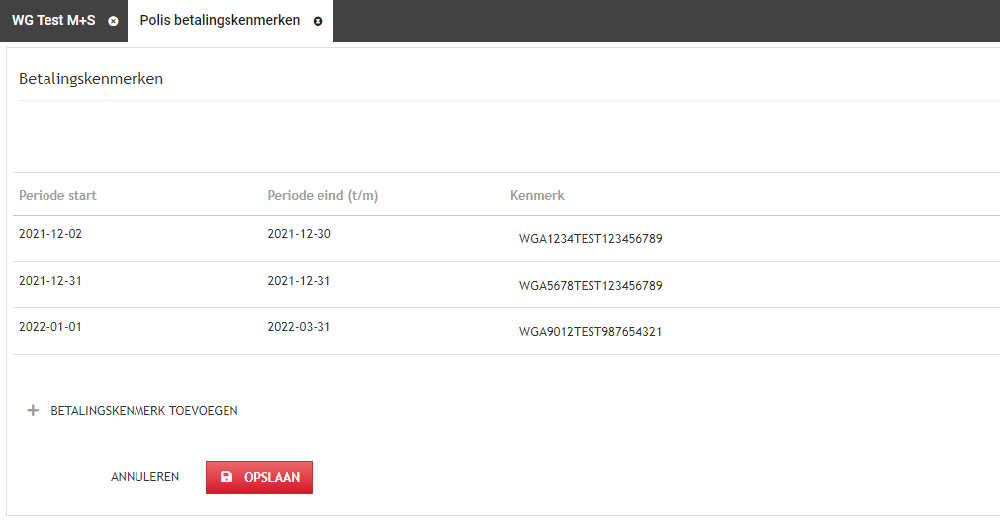 WG Test M+S Polis betalingskenmerken
Betalingskenmerken
Periode start Periode eind (t/m) Kenmerk
2021-12-02 2021-12-30 WGA1234TEST123456789
2021-12-31 2021-12-31 WGA5678TEST123456789
2022-01-01 2022-03-31 WGA9012TEST987654321
BETALINGSKENMERK TOEVOEGEN
ANNULEREN OPSLAAN